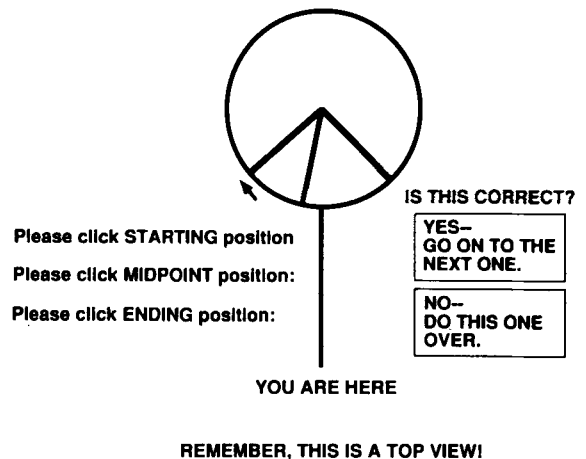 IS THIS CORRECT?
YES--
GO ON TO THE
NEXT ONE.
Please click STARTING position
Please click MIDPOINT position:
Please click ENDING position:
NO--
DO THIS ONE
OVER.
YOU ARE HERE
REMEMBER, THIS IS A TOP VIEW!